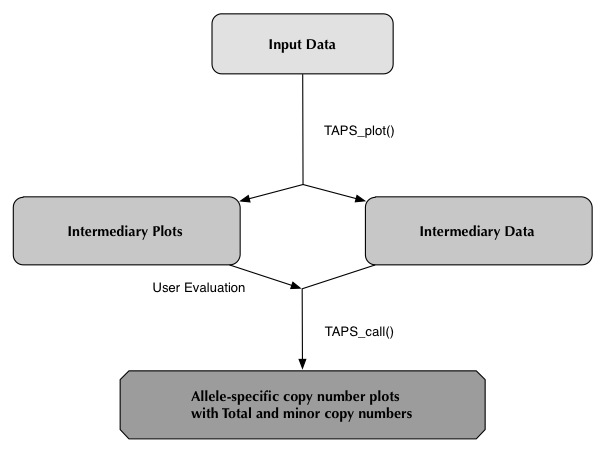 Input Data
TAPS_plot()
Intermediary Plots
Intermediary Data
User Evaluation
TAPS_call()
Allele-specific copy number plots
with Total and minor copy numbers